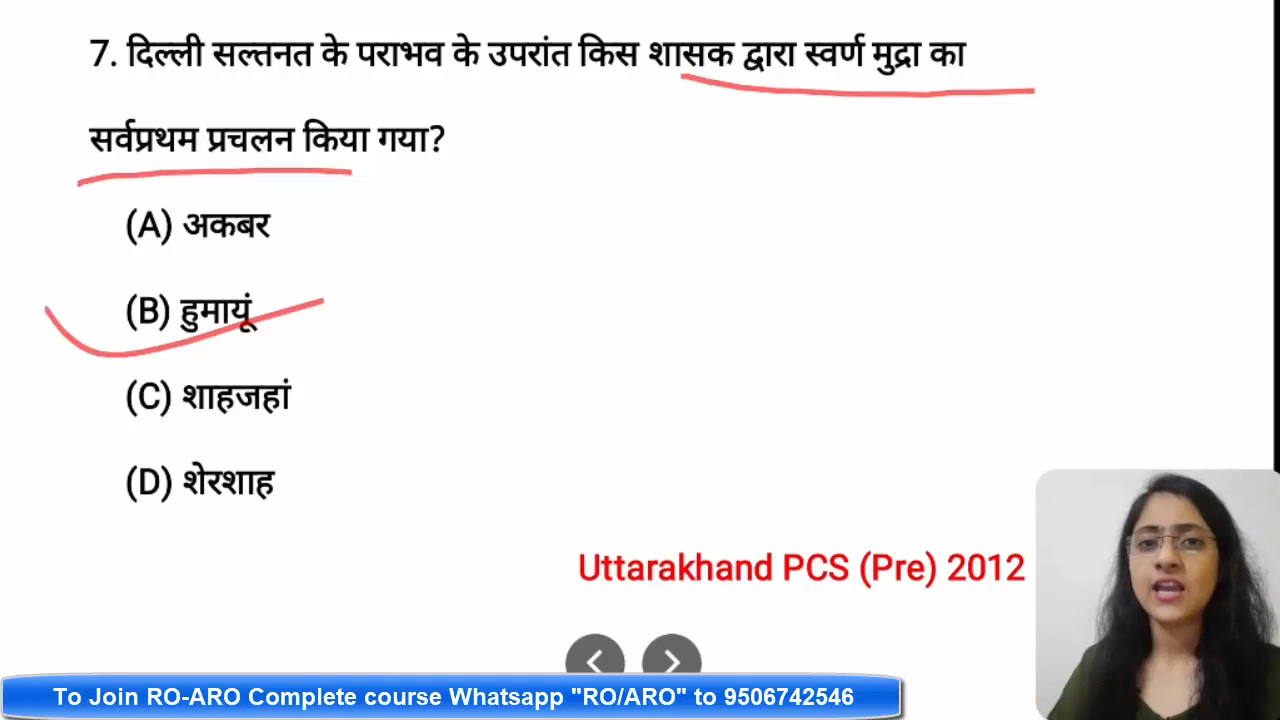 7. दिल्ली सल्तनत के पराभव के उपरांत किस शासक द्वारा स्वर्ण मुद्रा का
सर्वप्रथम प्रचलन किया गया?
(A) अकबर
(B) हुमायूं
(C) शाहजहां
(D) शेरशाह
Uttarakhand PCS (Pre) 2012
To Join RO-ARO Complete course Whatsapp "RO/ARO" to 9506742546